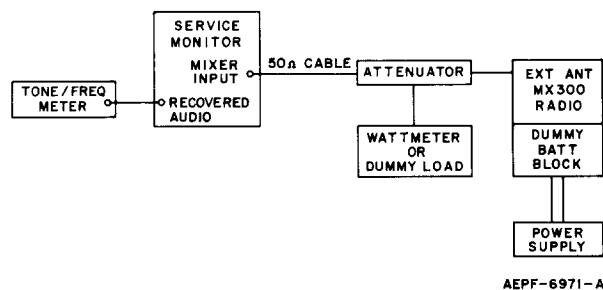 SERVICE
MONITOR
MIXER
INPUT
50Ω CABLE
ATTENUATOR
EXT ANT
MX300
RADIO
TONE/FREQ
METER
RECOVERED
AUDIO
WATTMETER
OR
DUMMY LOAD
DUMMY
BATT
BLOCK
POWER
SUPPLY
AEPF-6971-A